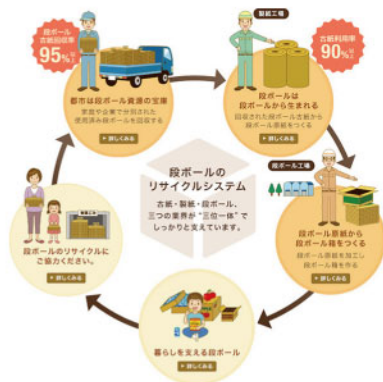 段ボール
古紙回収率
95%以上
都市は段ボール資源の宝庫
家庭や企業で分別された
使用済み段ボールを回収する
詳しくみる
製紙工場
古紙利用率
90%以上
段ボールは
段ボールから生まれる
回収された段ボール古紙から
段ボール原紙をつくる
詳しくみる
段ボールの
リサイクルシステム
古紙・製紙・段ボール、
三つの業界が“三位一体”で
しっかりと支えています。
段ボール工場
段ボール原紙から
段ボール箱をつくる
段ボール原紙を加工し
段ボール箱を作る
詳しくみる
段ボールのリサイクルに
ご協力ください。
詳しくみる
暮らしを支える段ボール
詳しくみる